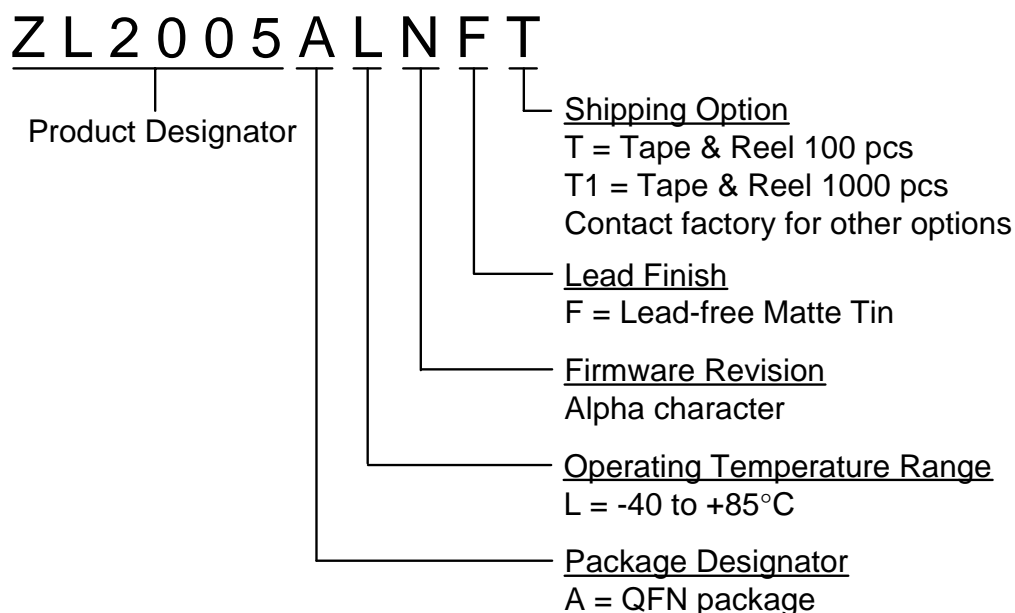 ZL2005ALNFT
Product Designator
Shipping Option
T = Tape & Reel 100 pcs
T1 = Tape & Reel 1000 pcs
Contact factory for other options
Lead Finish
F = Lead-free Matte Tin
Firmware Revision
Alpha character
Operating Temperature Range
L = -40 to +85°C
Package Designator
A = QFN package